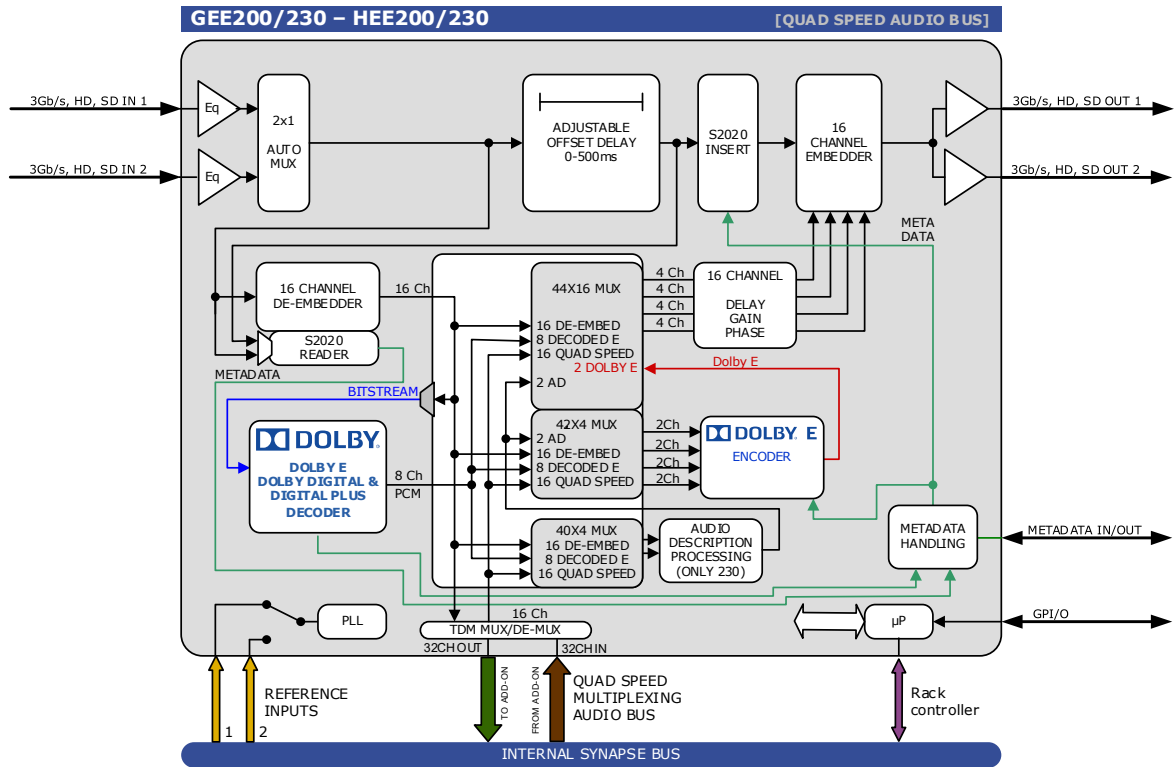 GEE200/230 – HEE200/230
[QUAD SPEED AUDIO BUS]
3Gb/s, HD, SD IN 1
3Gb/s, HD, SD IN 2
Eq
Eq
2x1
AUTO
MUX
ADJUSTABLE
OFFSET DELAY
0-500ms
S2020
INSERT
16
CHANNEL
EMBEDDER
3Gb/s, HD, SD OUT 1
3Gb/s, HD, SD OUT 2
META
DATA
16 CHANNEL
DE-EMBEDDER
16 Ch
S2020
READER
METADATA
BITSTREAM
44X16 MUX
16 DE-EMBED
8 DECODED E
16 QUAD SPEED
2 DOLBY E
2 AD
4 Ch
4 Ch
4 Ch
4 Ch
16 CHANNEL
DELAY
GAIN
PHASE
Dolby E
DOLBY
DOLBY E
DOLBY DIGITAL &
DIGITAL PLUS
DECODER
8 Ch
PCM
42X4 MUX
2 AD
16 DE-EMBED
8 DECODED E
16 QUAD SPEED
2Ch
2Ch
2Ch
2Ch
DOLBY E
ENCODER
40X4 MUX
16 DE-EMBED
8 DECODED E
16 QUAD SPEED
AUDIO
DESCRIPTION
PROCESSING
(ONLY 230)
METADATA
HANDLING
METADATA IN/OUT
PLL
16 Ch
TDM MUX/DE-MUX
32CH OUT
32CH IN
µP
GPI/O
REFERENCE
INPUTS
1
2
TO ADD-ON
FROM ADD-ON
QUAD SPEED
MULTIPLEXING
AUDIO BUS
Rack
controller
INTERNAL SYNAPSE BUS